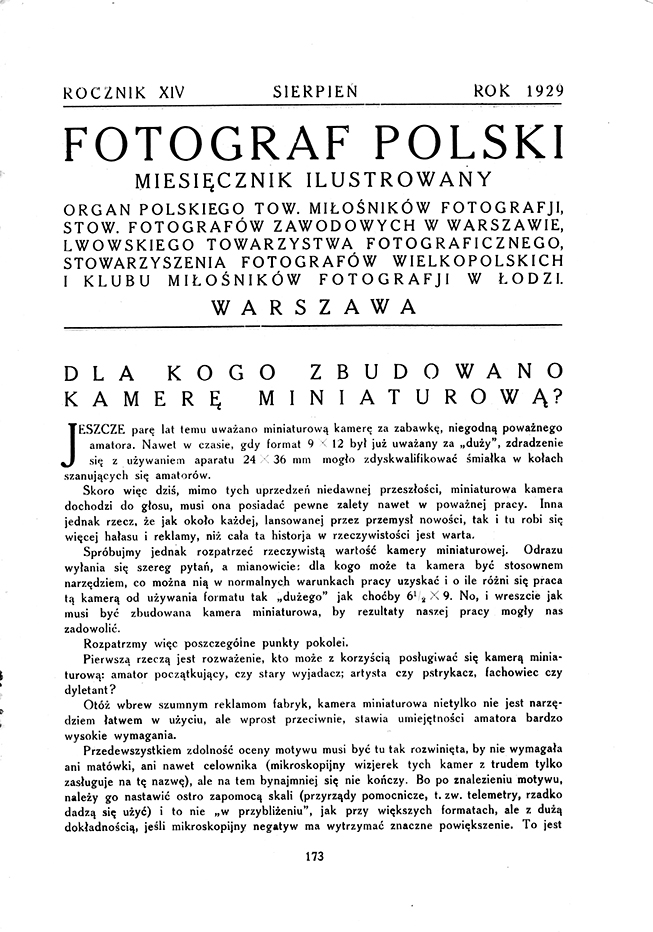 ROCZNIK XIV SIERPIEŃ ROK 1929
FOTOGRAF POLSKI
MIESIĘCZNIK ILUSTROWANY
ORGAN POLSKIEGO TOW. MIŁOŚNIKÓW FOTOGRAFJI,
STOW. FOTOGRAFÓW ZAWODOWYCH W WARSZAWIE,
LWOWSKIEGO TOWARZYSTWA FOTOGRAFICZNEGO,
STOWARZYSZENIA FOTOGRAFÓW WIELKOPOLSKICH
I KLUBU MIŁOŚNIKÓW FOTOGRAFJI W ŁODZI.
WARSZAWA
DLA KOGO ZBUDOWANO
KAMERĘ MINIATUROWĄ?
JESZCZE parę lat temu uważano miniaturową kamerę za zabawkę, niegodną poważnego
amatora. Nawet w czasie, gdy format 9 × 12 był już uważany za „duży”, zdradzenie
się z używaniem aparatu 24 × 36 mm mogło zdyskwalifikować śmiałka w kołach
szanujących się amatorów.
Skoro więc dziś, mimo tych uprzedzeń niedawnej przeszłości, miniaturowa kamera
dochodzi do głosu, musi ona posiadać pewne zalety nawet w poważnej pracy. Inna
jednak rzecz, że jak około każdej, lansowanej przez przemysł nowości, tak i tu robi się
więcej hałasu i reklamy, niż cała ta historja w rzeczywistości jest warta.
Spróbujmy jednak rozpatrzeć rzeczywistą wartość kamery miniaturowej. Odrazu
wyłania się szereg pytań, a mianowicie: dla kogo może ta kamera być stosownem
narzędziem, co można nią w normalnych warunkach pracy uzyskać i o ile różni się praca
tą kamerą od używania formatu tak „dużego” jak choćby 6¹/₂ × 9. No, i wreszcie jak
musi być zbudowana kamera miniaturowa, by rezultaty naszej pracy mogły nas
zadowolić.
Rozpatrzmy więc poszczególne punkty pokolei.
Pierwszą rzeczą jest rozważenie, kto może z korzyścią posługiwać się kamerą minia-
turową: amator początkujący, czy stary wyjadacz; artysta czy pstrykacz, fachowiec czy
dyletant?
Otóż wbrew szumnym reklamom fabryk, kamera miniaturowa nietylko nie jest narzę-
dziem łatwem w użyciu, ale wprost przeciwnie, stawia umiejętności amatora bardzo
wysokie wymagania.
Przedewszystkiem zdolność oceny motywu musi być tu tak rozwinięta, by nie wymagała
ani matówki, ani nawet celownika (mikroskopijny wizjerek tych kamer z trudem tylko
zasługuje na tę nazwę), ale na tem bynajmniej się nie kończy. Bo po znalezieniu motywu,
należy go nastawić ostro zapomocą skali (przyrządy pomocnicze, t. zw. telemetry, rzadko
dadzą się użyć) i to nie „w przybliżeniu”, jak przy większych formatach, ale z dużą
dokładnością, jeśli mikroskopijny negatyw ma wytrzymać znaczne powiększenie. To jest
173